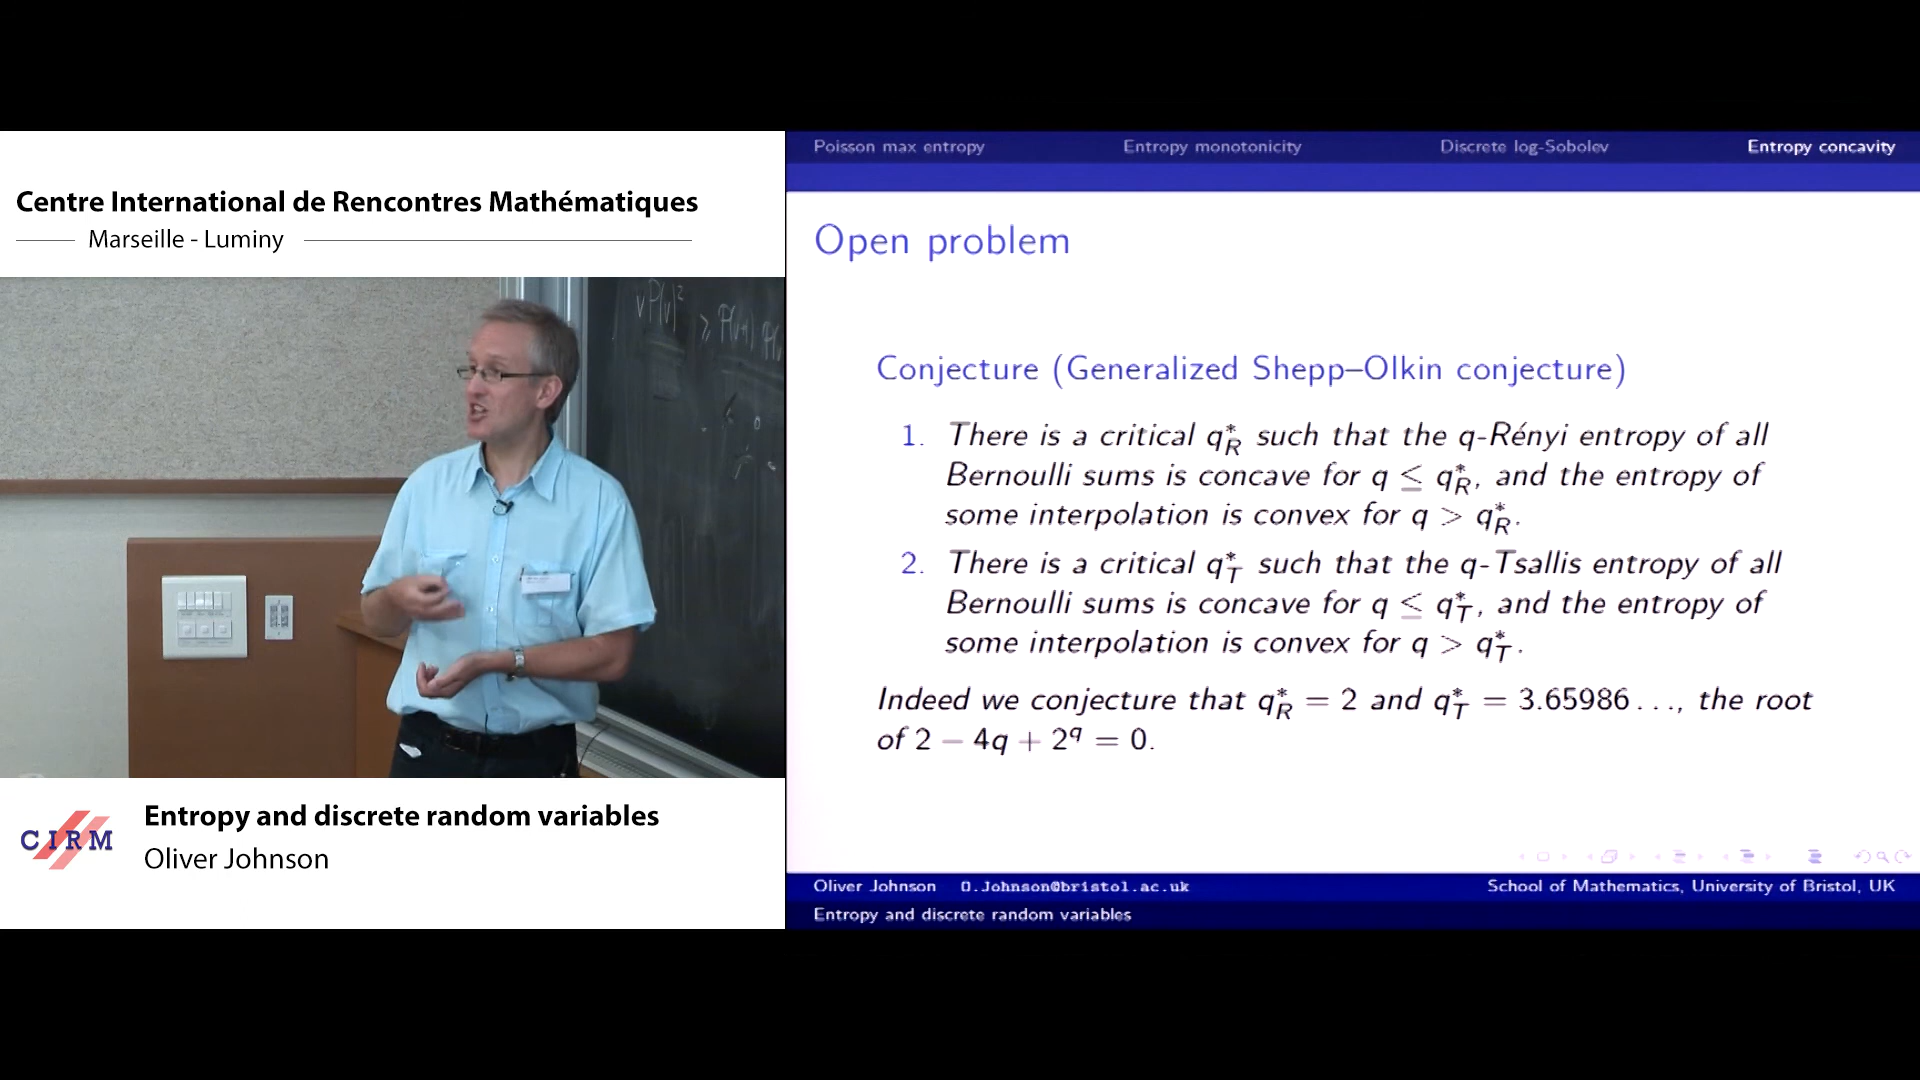 Centre International de Rencontres Mathématiques
Marseille - Luminy
CIRM
Entropy and discrete random variables
Oliver Johnson
Poisson max entropy Entropy monotonicity Discrete log-Sobolev Entropy concavity
Open problem
Conjecture (Generalized Shepp–Olkin conjecture)
1. There is a critical q*_R such that the q-Rényi entropy of all
Bernoulli sums is concave for q ≤ q*_R, and the entropy of
some interpolation is convex for q > q*_R.
2. There is a critical q*_T such that the q-Tsallis entropy of all
Bernoulli sums is concave for q ≤ q*_T, and the entropy of
some interpolation is convex for q > q*_T.
Indeed we conjecture that q*_R = 2 and q*_T = 3.65986..., the root
of 2 − 4q + 2^q = 0.
Oliver Johnson O.Johnson@bristol.ac.uk School of Mathematics, University of Bristol, UK
Entropy and discrete random variables